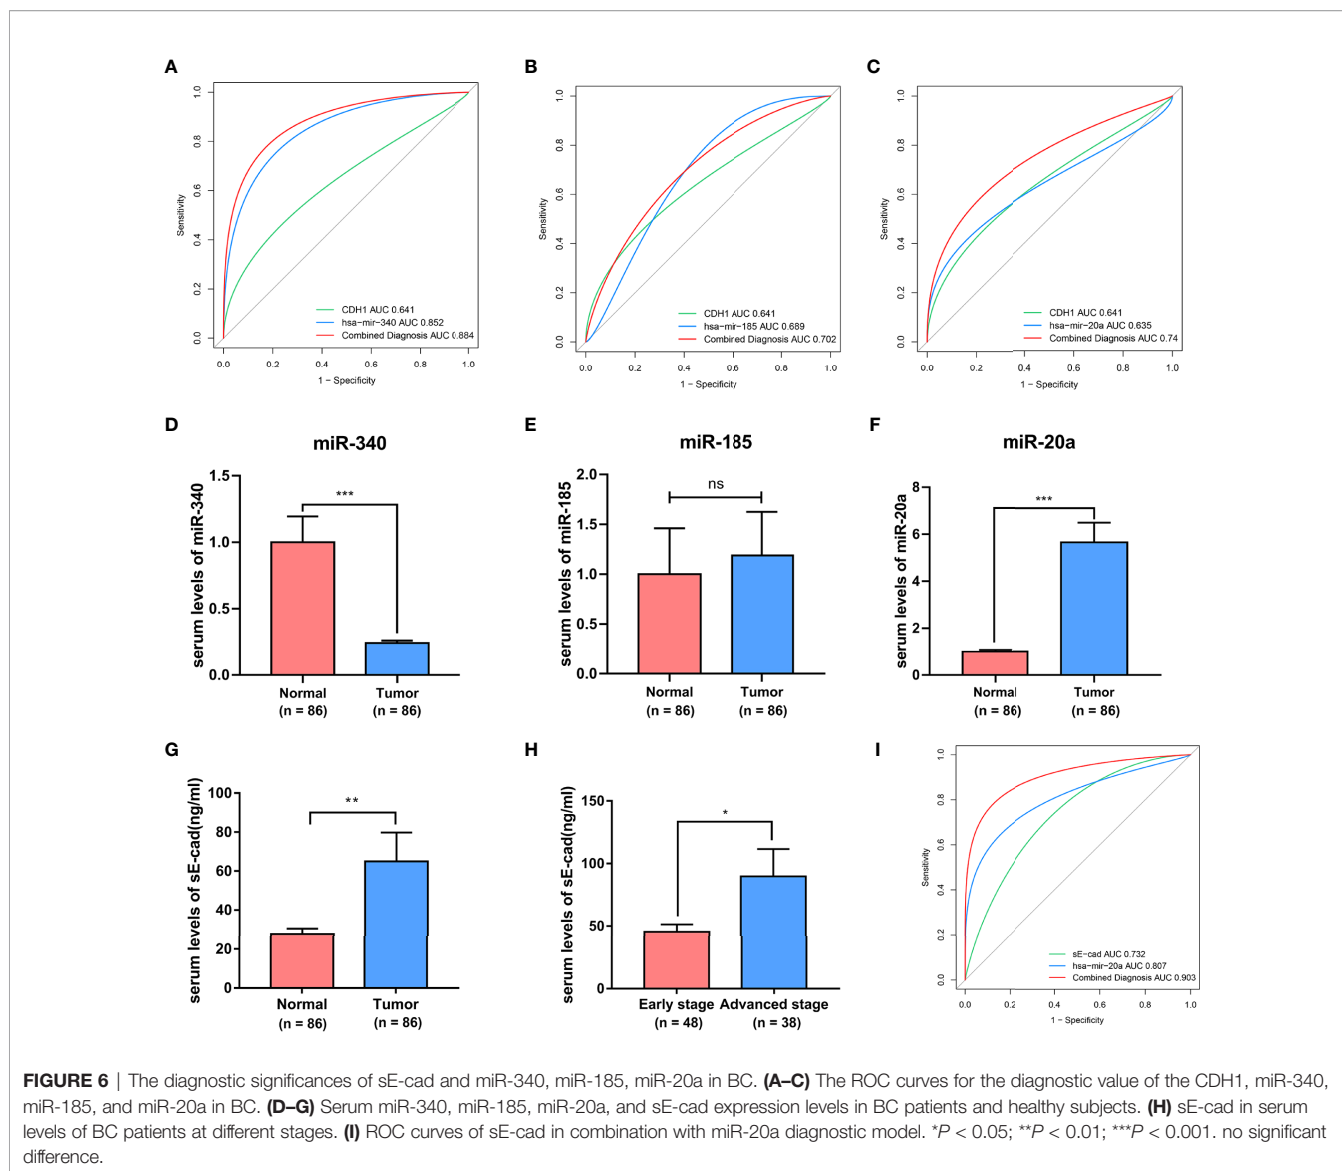 A
Sensitivity
0.0 0.2 0.4 0.6 0.8 1.0
CDH1 AUC 0.641
hsa−mir−340 AUC 0.852
Combined Diagnosis AUC 0.884
0.0 0.2 0.4 0.6 0.8 1.0
1 − Specificity
B
Sensitivity
0.0 0.2 0.4 0.6 0.8 1.0
CDH1 AUC 0.641
hsa−mir−185 AUC 0.689
Combined Diagnosis AUC 0.702
0.0 0.2 0.4 0.6 0.8 1.0
1 − Specificity
C
Sensitivity
0.0 0.2 0.4 0.6 0.8 1.0
CDH1 AUC 0.641
hsa−mir−20a AUC 0.635
Combined Diagnosis AUC 0.74
0.0 0.2 0.4 0.6 0.8 1.0
1 − Specificity
D
miR-340
serum levels of miR-340
1.5
1.0
0.5
0.0
***
Normal Tumor
(n = 86) (n = 86)
E
miR-185
serum levels of miR-185
2.0
1.5
1.0
0.5
0.0
ns
Normal Tumor
(n = 86) (n = 86)
F
miR-20a
serum levels of miR-20a
8
6
4
2
0
***
Normal Tumor
(n = 86) (n = 86)
G
serum levels of sE-cad(ng/ml)
100
80
60
40
20
0
**
Normal Tumor
(n = 86) (n = 86)
H
serum levels of sE-cad(ng/ml)
150
100
50
0
*
Early stage Advanced stage
(n = 48) (n = 38)
I
Sensitivity
0.0 0.2 0.4 0.6 0.8 1.0
sE−cad AUC 0.732
hsa−mir−20a AUC 0.807
Combined Diagnosis AUC 0.903
0.0 0.2 0.4 0.6 0.8 1.0
1 − Specificity
FIGURE 6 | The diagnostic significances of sE-cad and miR-340, miR-185, miR-20a in BC. (A–C) The ROC curves for the diagnostic value of the CDH1, miR-340,
miR-185, and miR-20a in BC. (D–G) Serum miR-340, miR-185, miR-20a, and sE-cad expression levels in BC patients and healthy subjects. (H) sE-cad in serum
levels of BC patients at different stages. (I) ROC curves of sE-cad in combination with miR-20a diagnostic model. *P < 0.05; **P < 0.01; ***P < 0.001. no significant
difference.